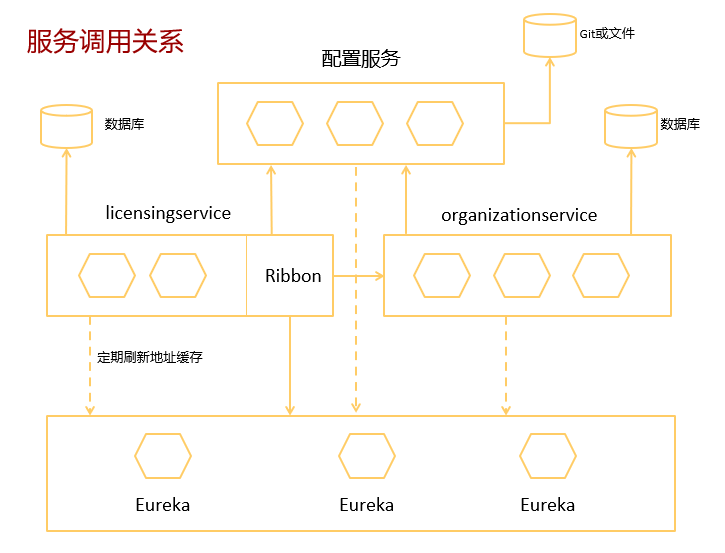 服务调用关系
Git或文件
配置服务
数据库
数据库
licensingservice
organizationservice
Ribbon
定期刷新地址缓存
Eureka
Eureka
Eureka